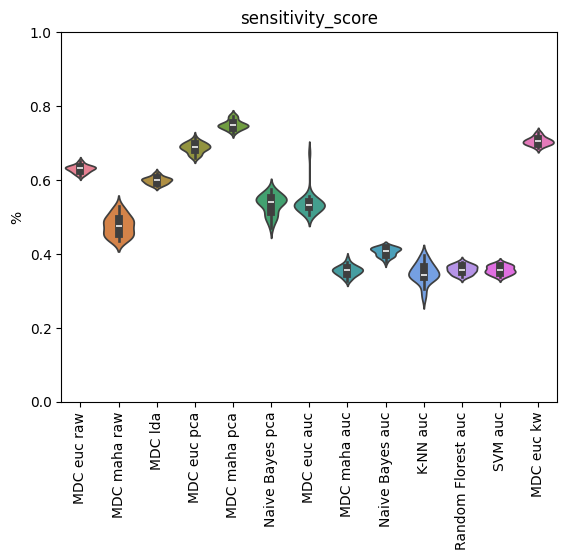 sensitivity_score
1.0
0.8
0.6
0.4
0.2
0.0
%
MDC euc raw
MDC maha raw
MDC lda
MDC euc pca
MDC maha pca
Naive Bayes pca
MDC euc auc
MDC maha auc
Naive Bayes auc
K-NN auc
Random Florest auc
SVM auc
MDC euc kw